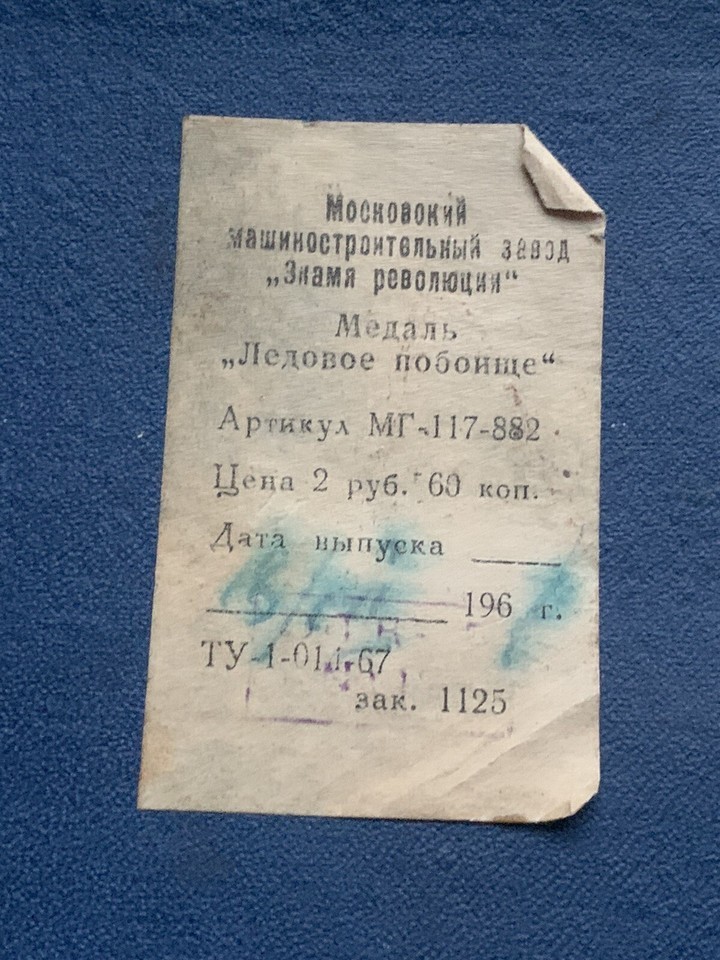 Московский
машиностроительный завод
„Знамя революции“
Медаль
„Ледовое побоище“
Артикул МГ-117-882
Цена 2 руб. 60 коп.
Дата выпуска
196 г.
ТУ-1-011-67
зак. 1125